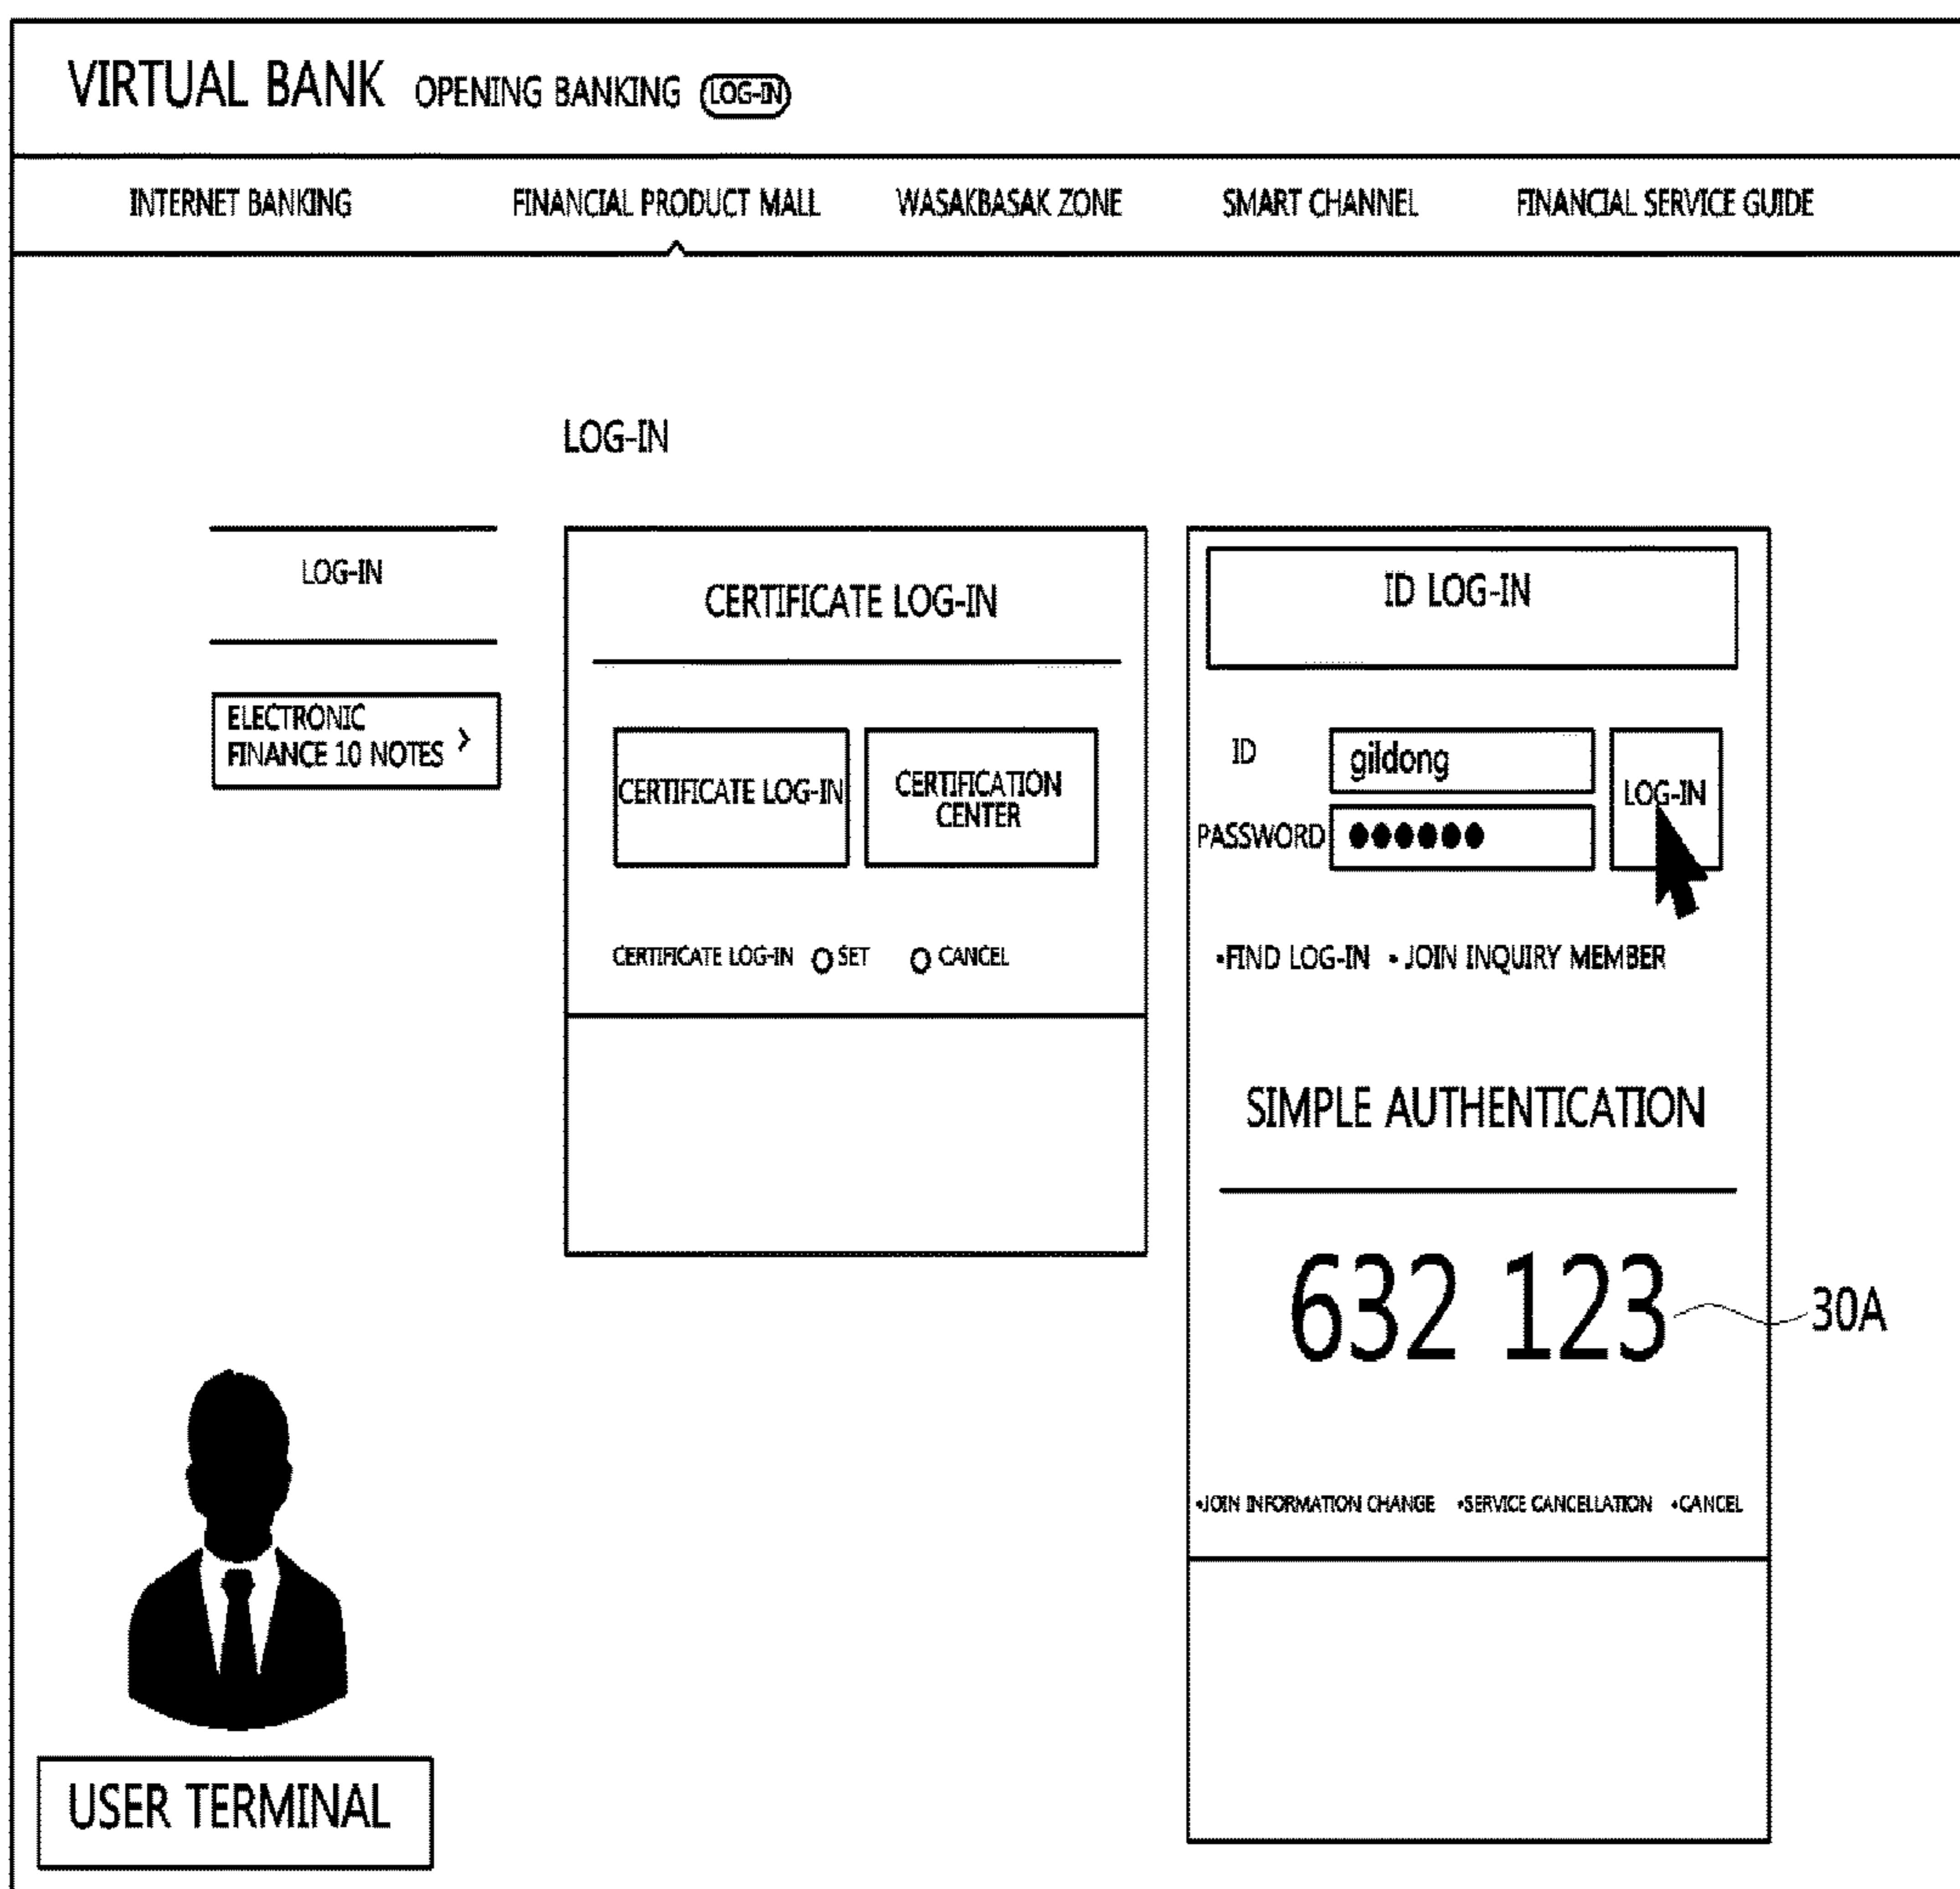 VIRTUAL BANK OPENING BANKING LOG-IN
INTERNET BANKING FINANCIAL PRODUCT MALL WASAKBASAK ZONE SMART CHANNEL FINANCIAL SERVICE GUIDE
LOG-IN
LOG-IN
ELECTRONIC
FINANCE 10 NOTES >
CERTIFICATE LOG-IN
CERTIFICATE LOG-IN
CERTIFICATION
CENTER
CERTIFICATE LOG-IN SET CANCEL
ID LOG-IN
ID gildong
PASSWORD ●●●●●●
LOG-IN
•FIND LOG-IN • JOIN INQUIRY MEMBER
SIMPLE AUTHENTICATION
632 123
30A
•JOIN INFORMATION CHANGE •SERVICE CANCELLATION •CANCEL
USER TERMINAL